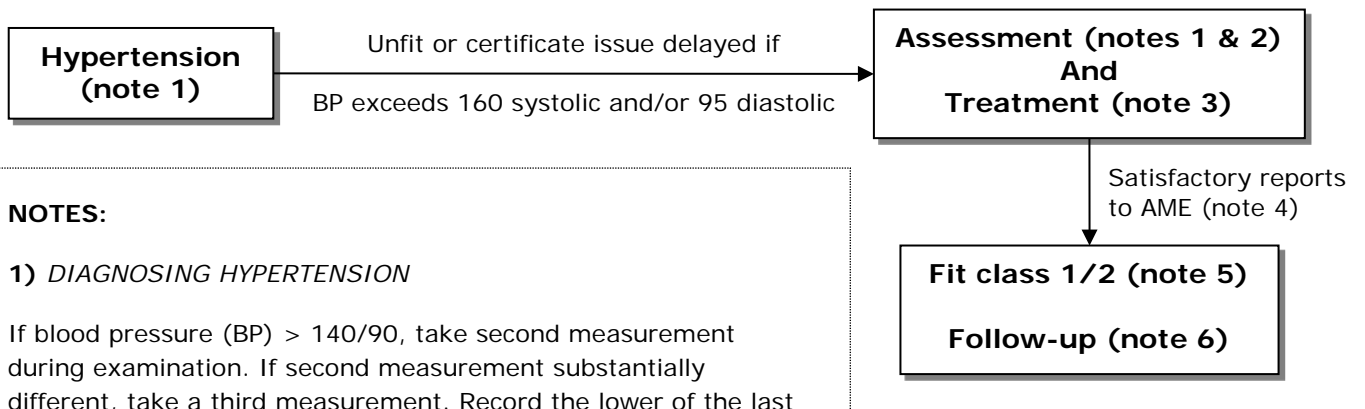 Hypertension
(note 1)
Unfit or certificate issue delayed if
BP exceeds 160 systolic and/or 95 diastolic
Assessment (notes 1 & 2)
And
Treatment (note 3)
Satisfactory reports
to AME (note 4)
Fit class 1/2 (note 5)
Follow-up (note 6)
NOTES:
1) DIAGNOSING HYPERTENSION
If blood pressure (BP) > 140/90, take second measurement
during examination. If second measurement substantially
different, take a third measurement. Record the lower of the last